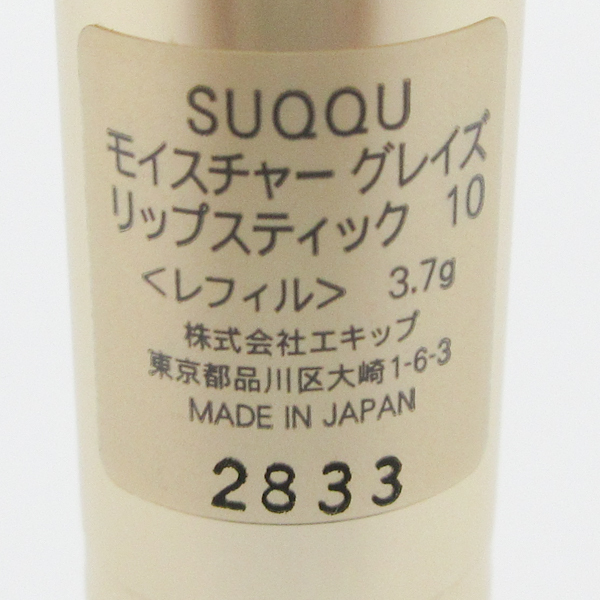 SUQQU
モイスチャー グレイズ
リップスティック 10
<レフィル> 3.7g
株式会社エキップ
東京都品川区大崎1-6-3
MADE IN JAPAN
2833